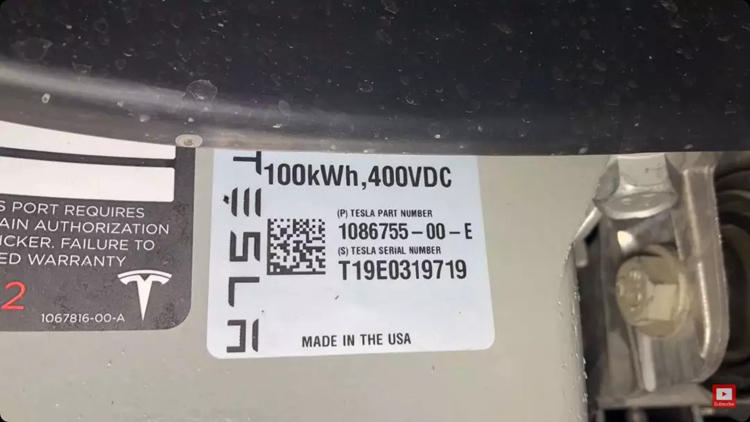 S PORT REQUIRES
AIN AUTHORIZATION
CKER. FAILURE TO
ED WARRANTY
2
1067816-00-A
TESLA
100kWh,400VDC
(P) TESLA PART NUMBER
1086755-00-E
(S) TESLA SERIAL NUMBER
T19E0319719
MADE IN THE USA
Subscribe